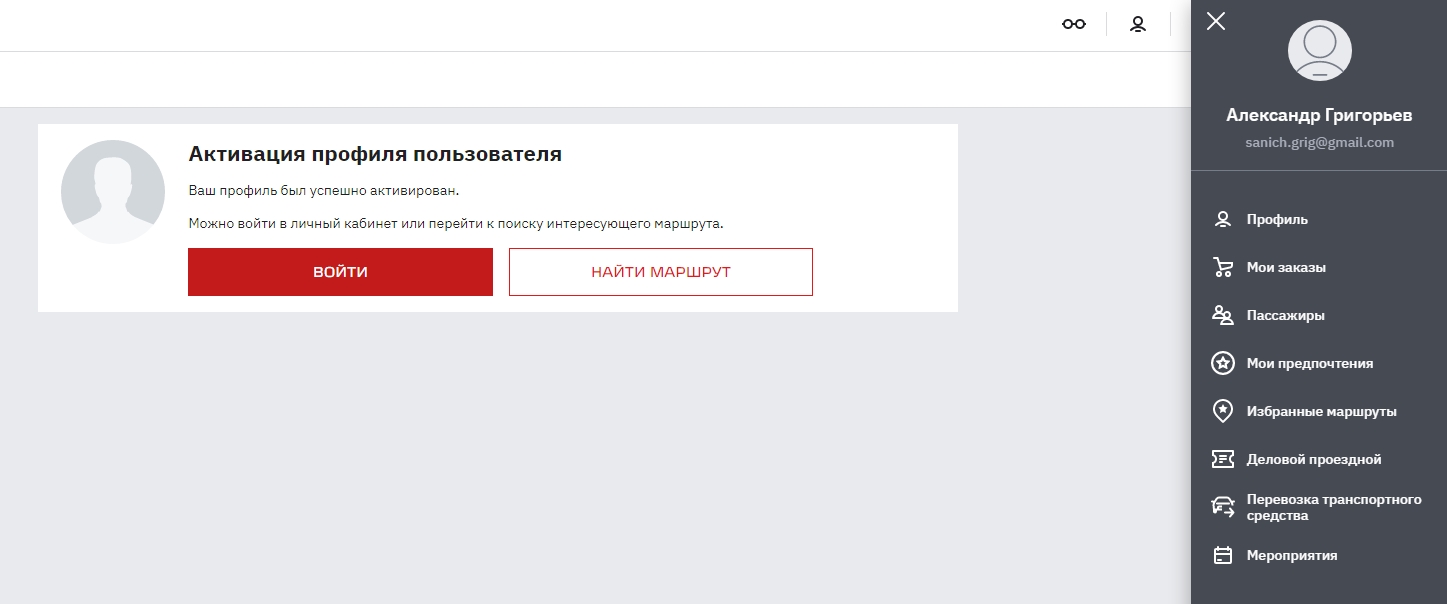 Активация профиля пользователя
Ваш профиль был успешно активирован.
Можно войти в личный кабинет или перейти к поиску интересующего маршрута.
ВОЙТИ
НАЙТИ МАРШРУТ
Александр Григорьев
sanich.grig@gmail.com
Профиль
Мои заказы
Пассажиры
Мои предпочтения
Избранные маршруты
Деловой проездной
Перевозка транспортного
средства
Мероприятия